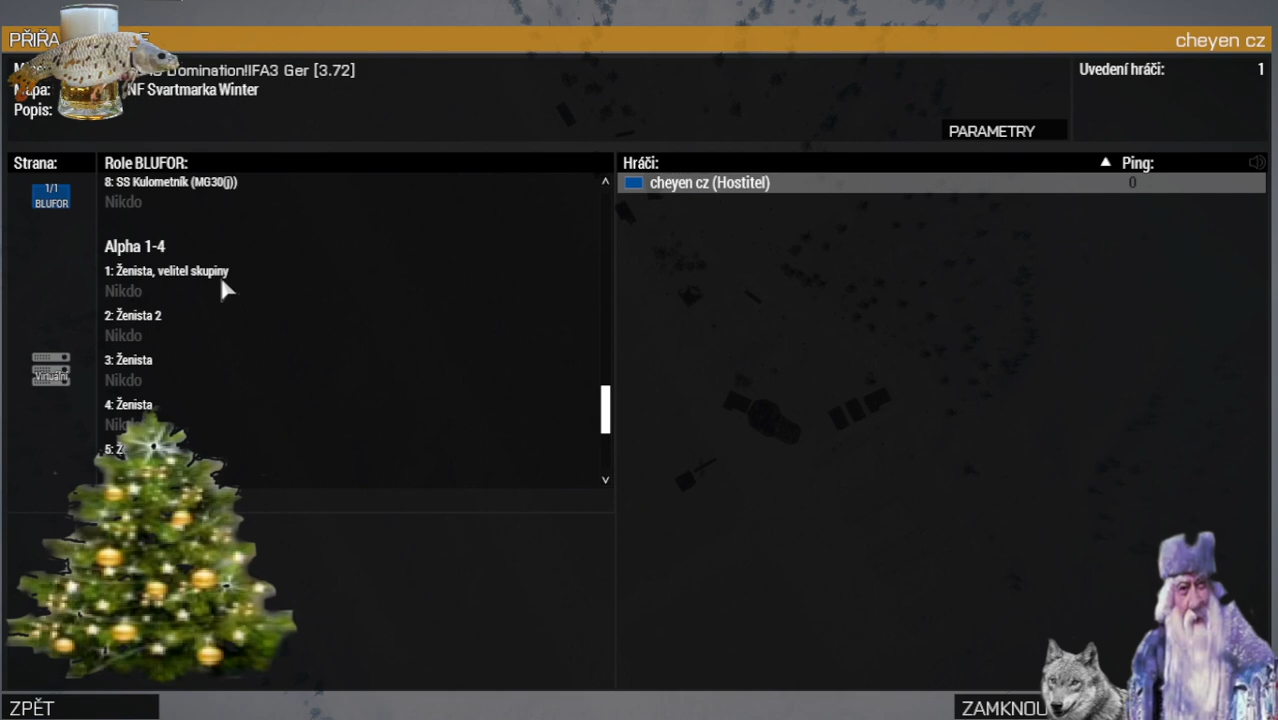 cheyen cz
Domination!IFA3 Ger [3.72]
Uvedení hráči: 1
NF Svartmarka Winter
Popis:
PARAMETRY
Strana:
Role BLUFOR:
Hráči:
Ping:
1/1
BLUFOR
8: SS Kulometník (MG30(j))
Nikdo
cheyen cz (Hostitel)
0
Alpha 1-4
1: Ženista, velitel skupiny
Nikdo
2: Ženista 2
Nikdo
3: Ženista
Nikdo
Virtuální
4: Ženista
5:
ZPĚT
ZAMKNOU